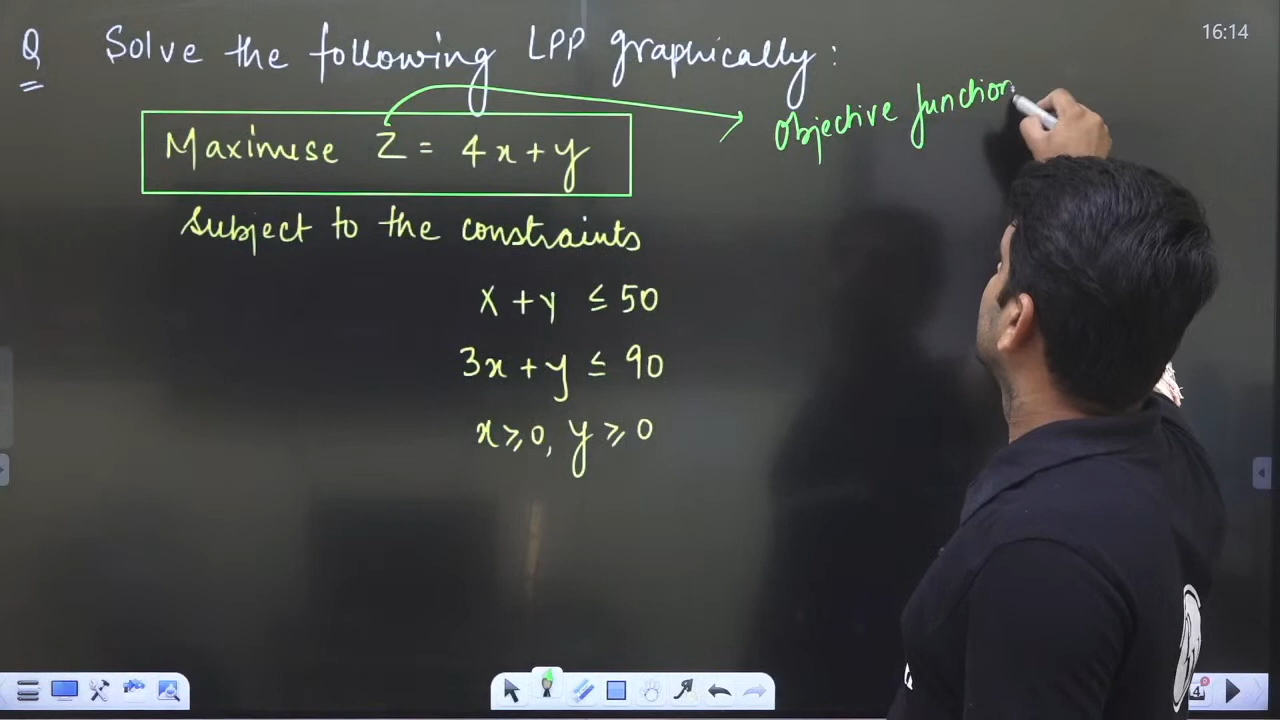 Q Solve the following LPP graphically:
Maximise Z = 4x+y
Objective function
subject to the constraints
x + y ≤ 50
3x + y ≤ 90
x ≥ 0, y ≥ 0
16:14
4